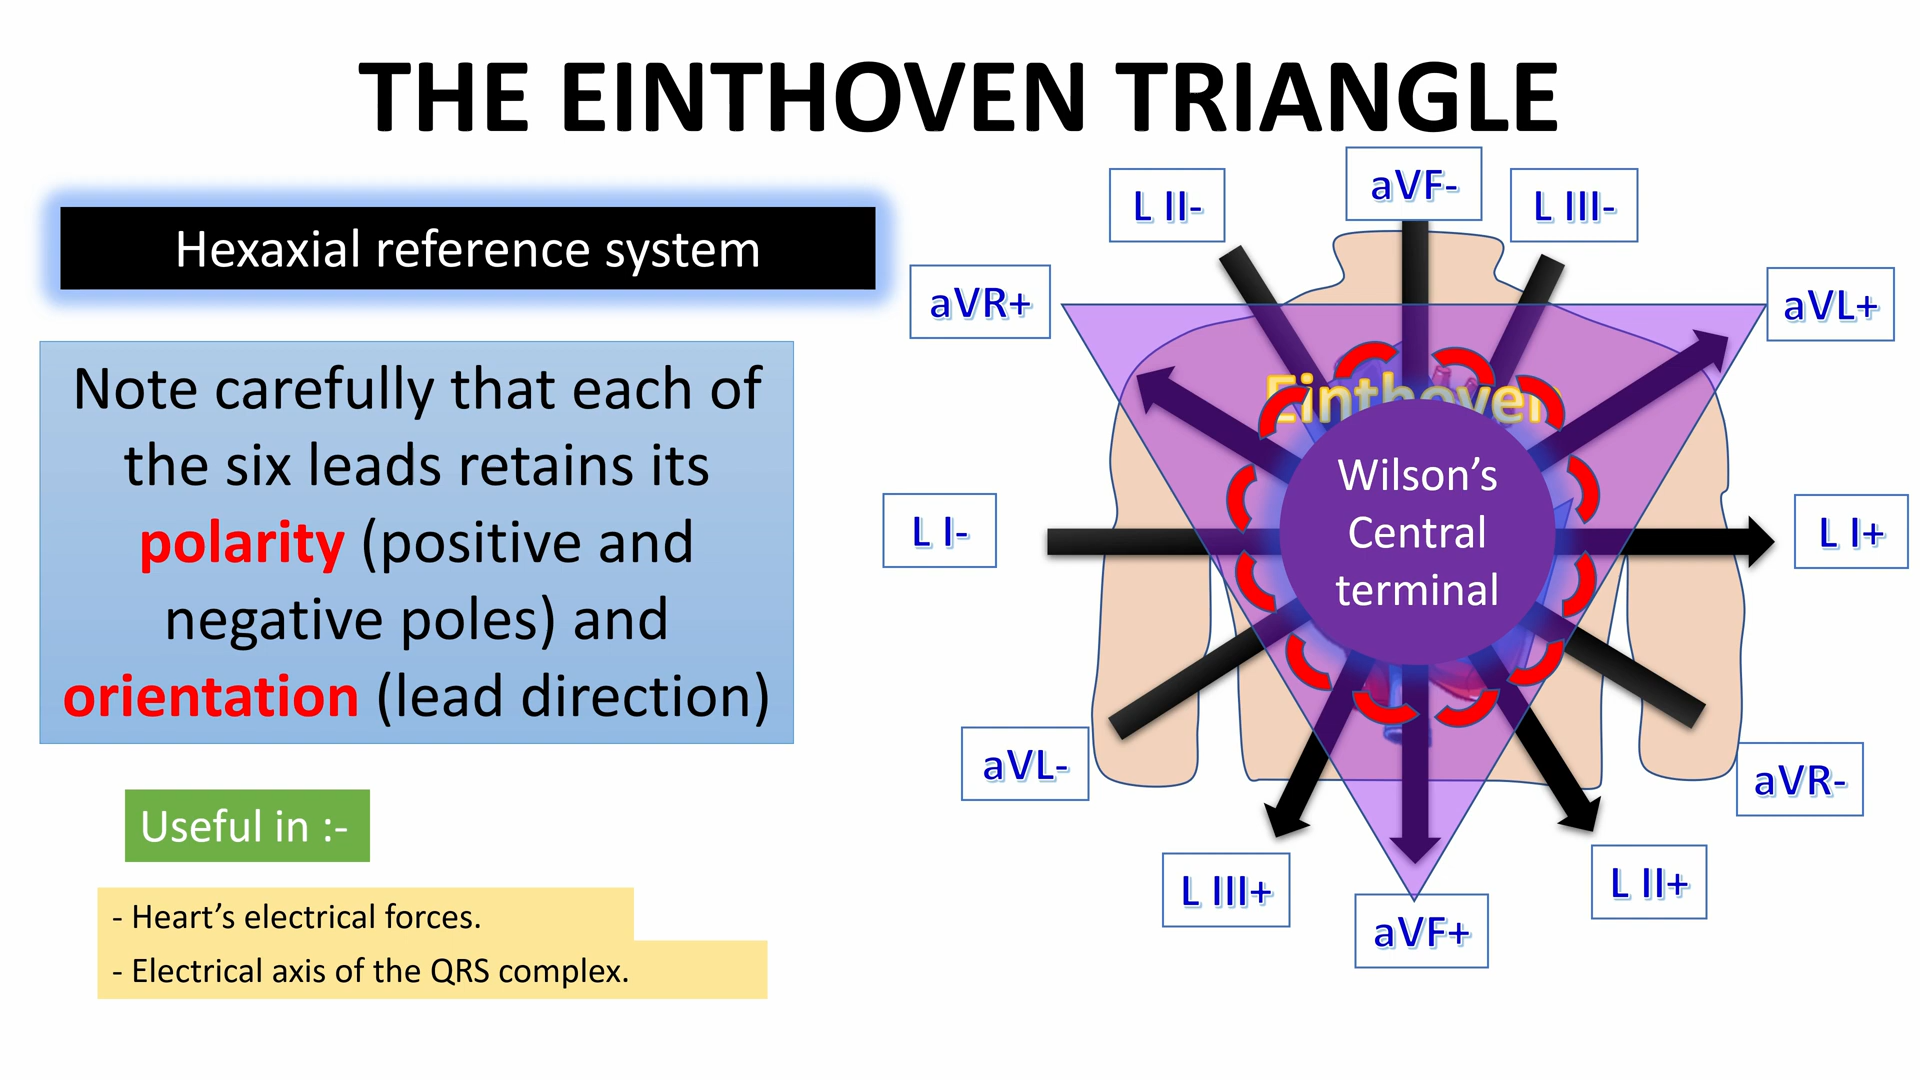 THE EINTHOVEN TRIANGLE
Hexaxial reference system
Note carefully that each of
the six leads retains its
polarity (positive and
negative poles) and
orientation (lead direction)
Useful in :-
- Heart’s electrical forces.
- Electrical axis of the QRS complex.
aVF-
L II-
L III-
aVR+
aVL+
Einthoven
Wilson’s
Central
terminal
L I-
L I+
aVL-
aVR-
L III+
L II+
aVF+